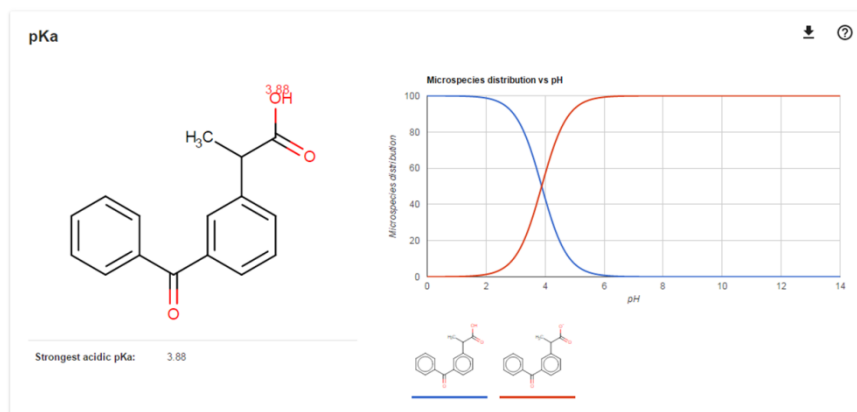 pKa
3.88
OH
H₃C
O
O
Strongest acidic pKa: 3.88
Microspecies distribution vs pH
Microspecies distribution
100
80
60
40
20
0
0 2 4 6 8 10 12 14
pH